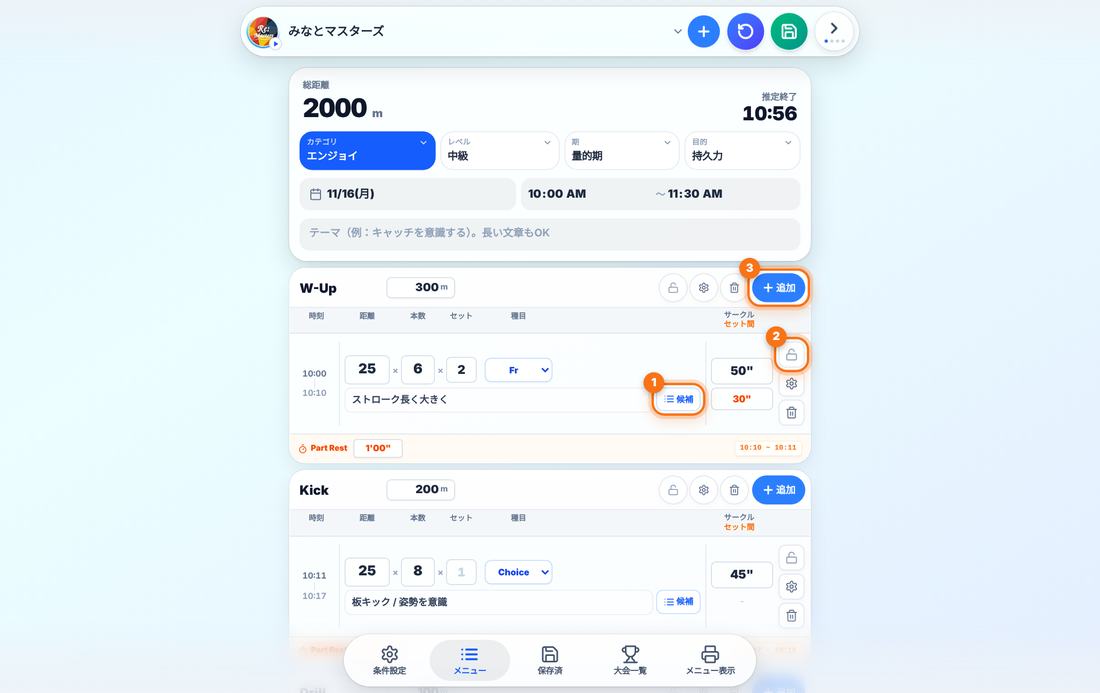 Re:
みなとマスターズ
総距離
2000 m
推定終了
10:56
カテゴリ
エンジョイ
レベル
中級
期
量的期
目的
持久力
11/16(月)
10:00 AM 〜 11:30 AM
テーマ（例：キャッチを意識する）。長い文章もOK
3
W-Up 300 m + 追加
時刻 距離 本数 セット 種目 サークル
セット間
2
10:00 25 × 6 × 2 Fr 50"
10:10
1
ストローク長く大きく 候補 30"
Part Rest 1'00" 10:10 ~ 10:11
Kick 200 m + 追加
時刻 距離 本数 セット 種目 サークル
セット間
10:11 25 × 8 × 1 Choice 45"
10:17
板キック / 姿勢を意識 候補 -
条件設定 メニュー 保存済 大会一覧 メニュー表示